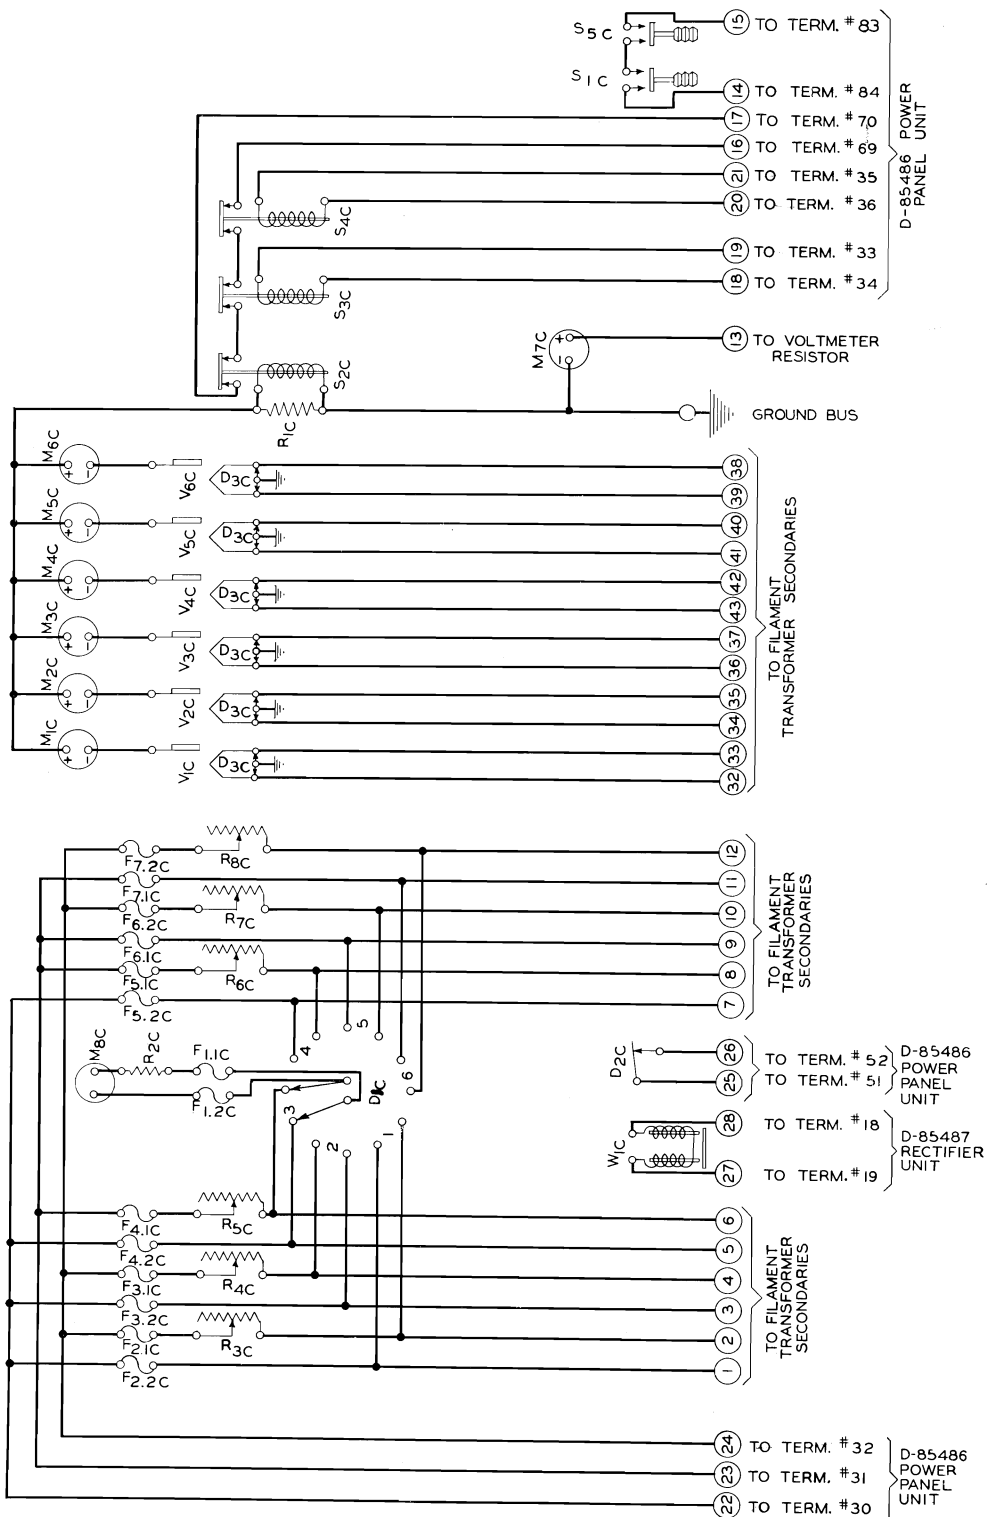 S5C
15 TO TERM. #83
S1C
14 TO TERM. #84
17 TO TERM. #70
16 TO TERM. #69
21 TO TERM. #35
20 TO TERM. #36
S4C
19 TO TERM. #33
18 TO TERM. #34
S3C
D-85486 POWER
PANEL UNIT
M7C
+
-
13 TO VOLTMETER
RESISTOR
S2C
R1C
GROUND BUS
M6C
+ -
V6C
D3C
38
39
M5C
+ -
V5C
D3C
40
41
M4C
+ -
V4C
D3C
42
43
M3C
+ -
V3C
D3C
37
36
M2C
+ -
V2C
D3C
35
34
M1C
+ -
V1C
D3C
33
32
TO FILAMENT
TRANSFORMER SECONDARIES
F7.2C
R8C
12
F7.1C
11
F6.2C
R7C
10
F6.1C
9
F5.1C
R6C
8
F5.2C
7
TO FILAMENT
TRANSFORMER
SECONDARIES
M8C
R2C
F1.1C
F1.2C
4
5
6
3
2
1
D1C
D2C
26 TO TERM. #52
25 TO TERM. #51
D-85486
POWER
PANEL
UNIT
W1C
28 TO TERM. #18
27 TO TERM. #19
D-85487
RECTIFIER
UNIT
F4.1C
R5C
6
F4.2C
5
F3.1C
R4C
4
F3.2C
3
F2.1C
R3C
2
F2.2C
1
TO FILAMENT
TRANSFORMER
SECONDARIES
24 TO TERM. #32
23 TO TERM. #31
22 TO TERM. #30
D-85486
POWER
PANEL
UNIT